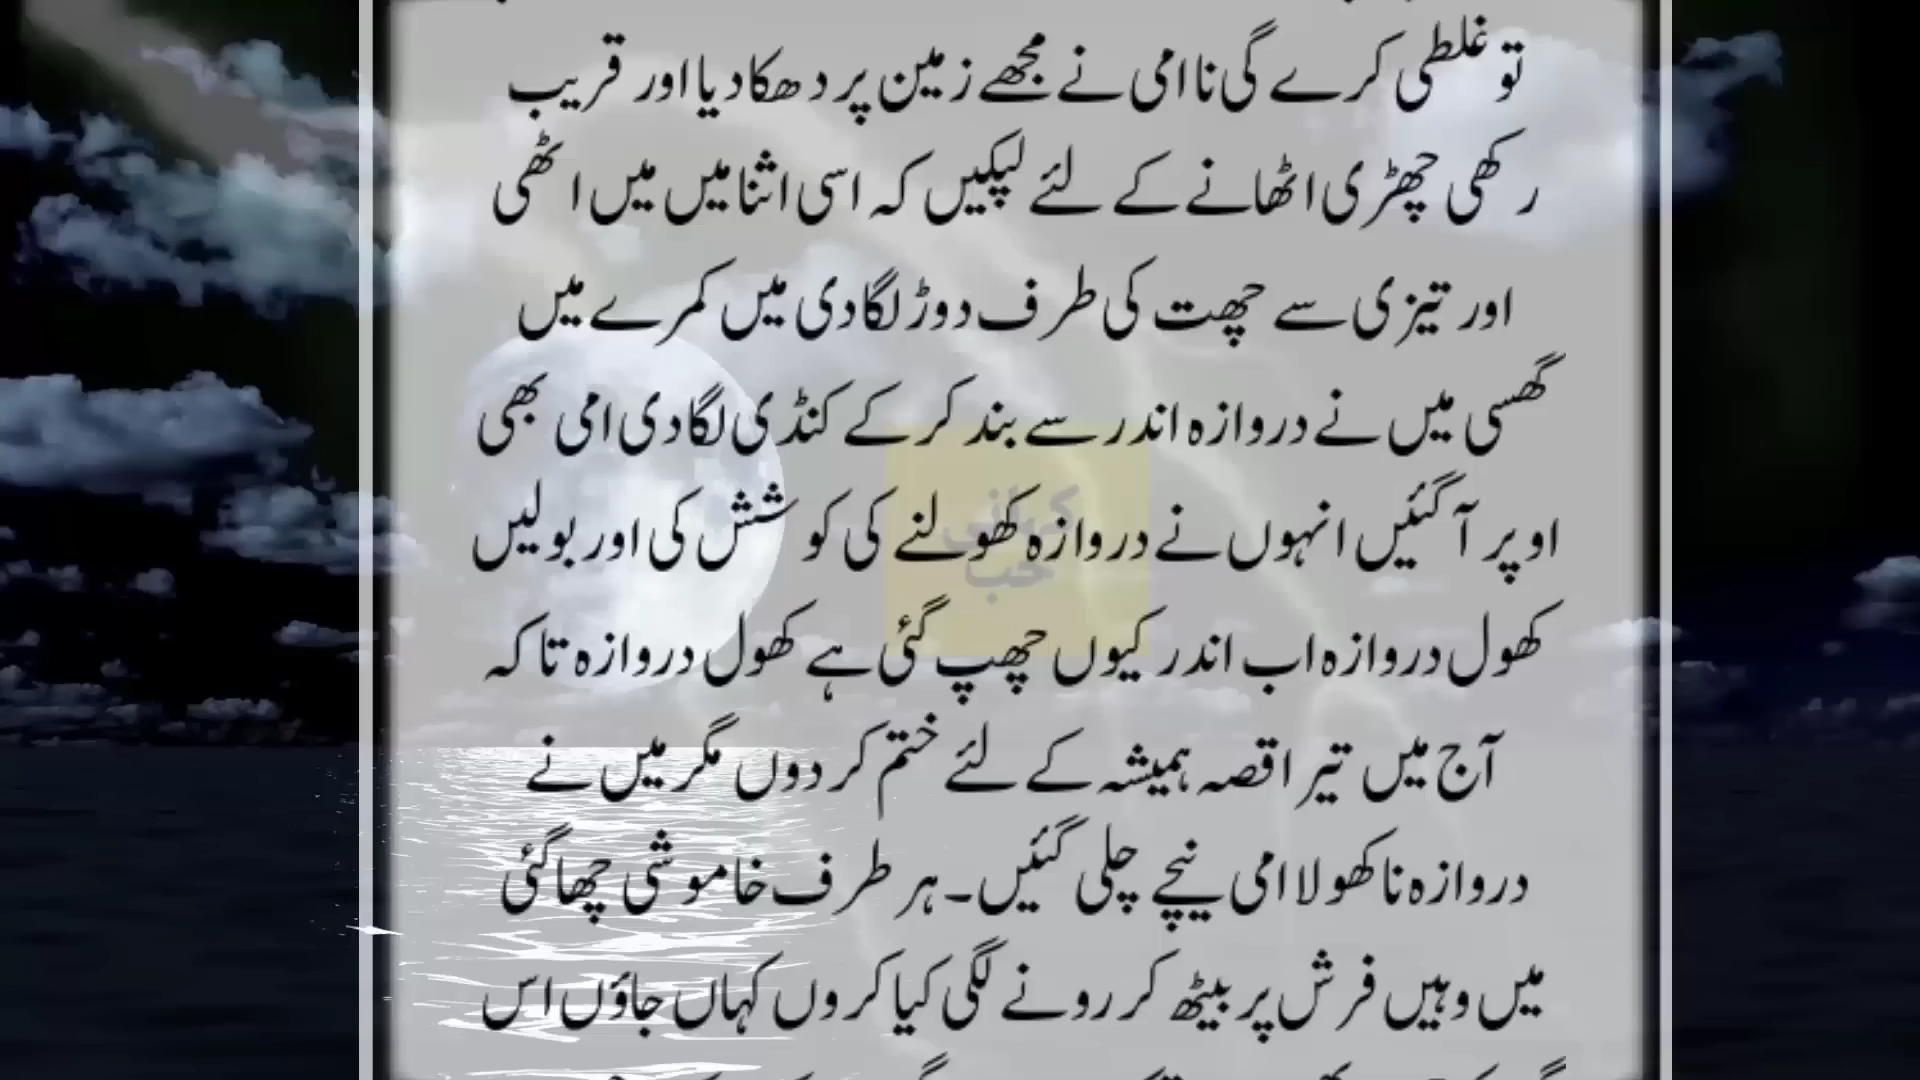 تو غلطی کرے گی نا امی نے مجھے زمین پر دھکا دیا اور قریب
رکھی چھڑی اٹھانے کے لئے لپکیں کہ اسی اثنا میں میں اٹھی
اور تیزی سے چھت کی طرف دوڑ لگا دی میں کمرے میں
گھسی میں نے دروازہ اندر سے بند کر کے کنڈی لگا دی امی بھی
اوپر آ گئیں انہوں نے دروازہ کھولنے کی کوشش کی اور بولیں
کھول دروازہ اب اندر کیوں چھپ گئی ہے کھول دروازہ تاکہ
آج میں تیرا قصہ ہمیشہ کے لئے ختم کر دوں مگر میں نے
دروازہ نا کھولا امی نیچے چلی گئیں۔ ہر طرف خاموشی چھا گئی
میں وہیں فرش پر بیٹھ کر رونے لگی کیا کروں کہاں جاؤں اس